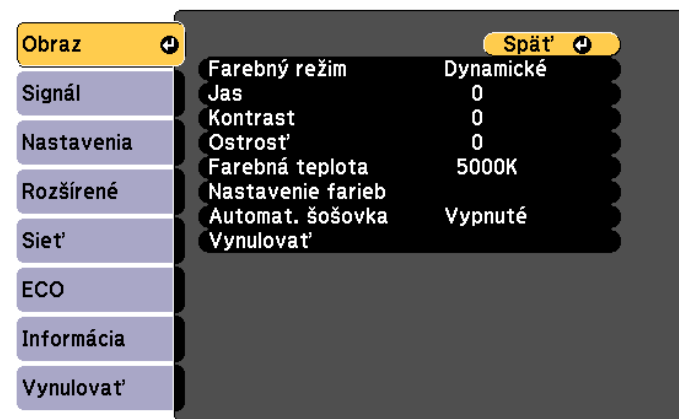 Obraz
Signál
Nastavenia
Rozšírené
Sieť
ECO
Informácia
Vynulovať
Späť
Farebný režim Dynamické
Jas 0
Kontrast 0
Ostrosť 0
Farebná teplota 5000K
Nastavenie farieb
Automat. šošovka Vypnuté
Vynulovať